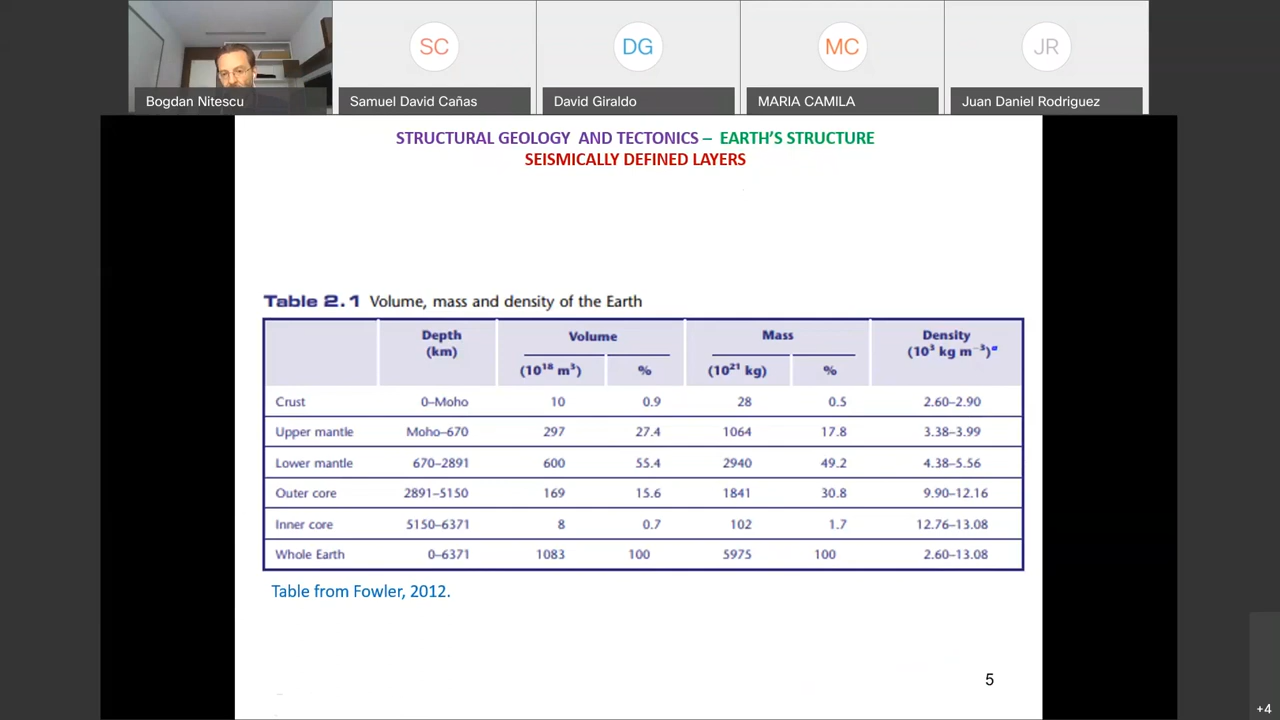 SC
DG
MC
JR
Bogdan Nitescu
Samuel David Cañas
David Giraldo
MARIA CAMILA
Juan Daniel Rodriguez
STRUCTURAL GEOLOGY AND TECTONICS – EARTH'S STRUCTURE
SEISMICALLY DEFINED LAYERS
Table 2.1 Volume, mass and density of the Earth
Depth (km) Volume Mass Density (10³ kg m⁻³)ᵃ
(10¹⁸ m³) % (10²¹ kg) %
Crust 0–Moho 10 0.9 28 0.5 2.60–2.90
Upper mantle Moho–670 297 27.4 1064 17.8 3.38–3.99
Lower mantle 670–2891 600 55.4 2940 49.2 4.38–5.56
Outer core 2891–5150 169 15.6 1841 30.8 9.90–12.16
Inner core 5150–6371 8 0.7 102 1.7 12.76–13.08
Whole Earth 0–6371 1083 100 5975 100 2.60–13.08
Table from Fowler, 2012.
5
+4